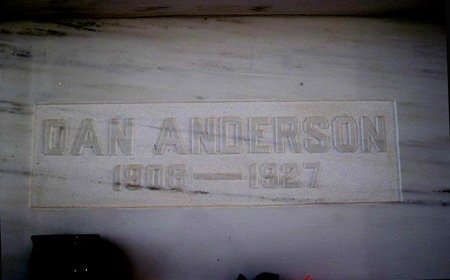 DAN ANDERSON
1908 — 1927